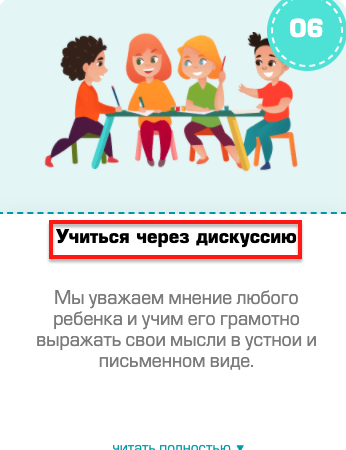 06
Учиться через дискуссию
Мы уважаем мнение любого
ребенка и учим его грамотно
выражать свои мысли в устнои и
письменном виде.
читать полностью ▼